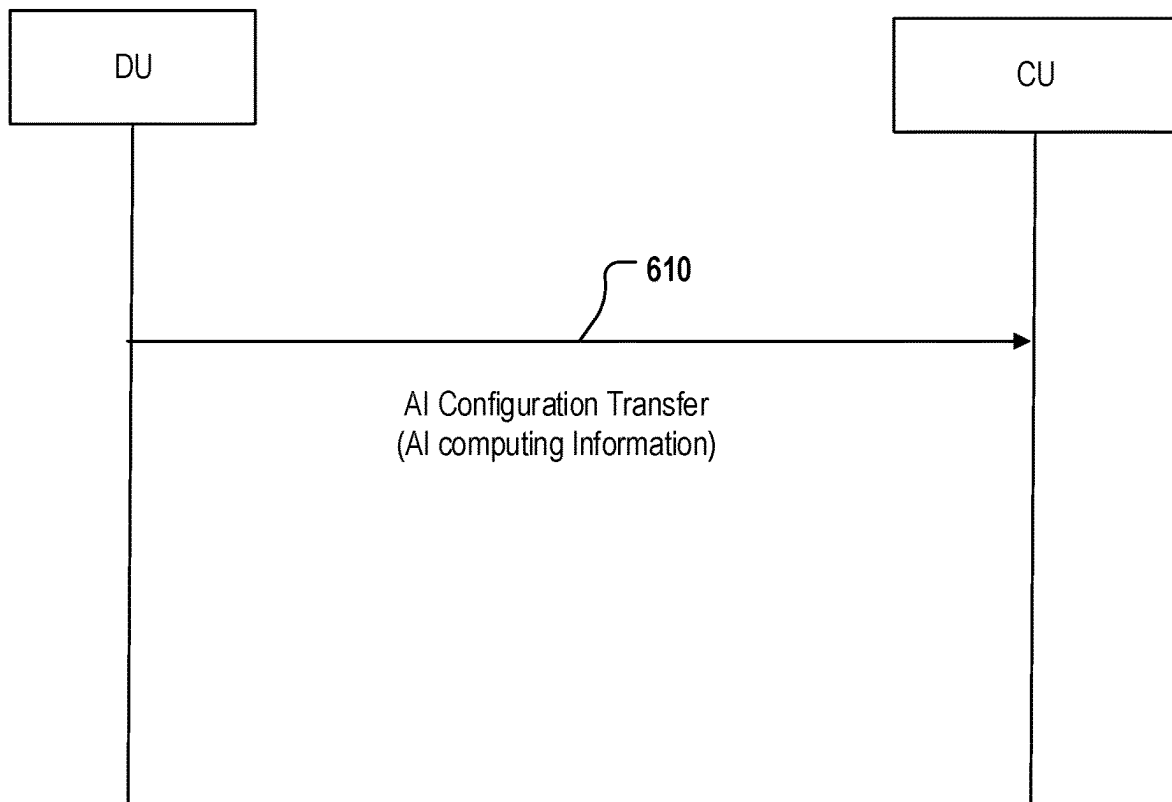 DU
CU
610
AI Configuration Transfer
(AI computing Information)